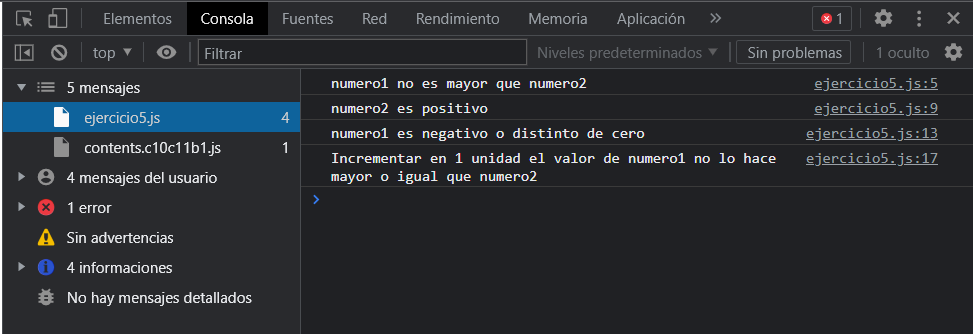 Elementos Consola Fuentes Red Rendimiento Memoria Aplicación 1
top Filtrar Niveles predeterminados Sin problemas 1 oculto
5 mensajes
ejercicio5.js 4
contents.c10c11b1.js 1
4 mensajes del usuario
1 error
Sin advertencias
4 informaciones
No hay mensajes detallados
numero1 no es mayor que numero2 ejercicio5.js:5
numero2 es positivo ejercicio5.js:9
numero1 es negativo o distinto de cero ejercicio5.js:13
Incrementar en 1 unidad el valor de numero1 no lo hace ejercicio5.js:17
mayor o igual que numero2